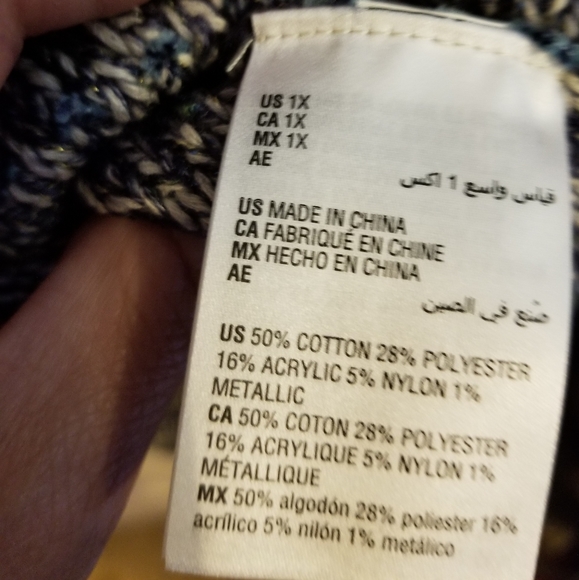 US 1X
CA 1X
MX 1X
AE
قياس واسع 1 اكس
US MADE IN CHINA
CA FABRIQUÉ EN CHINE
MX HECHO EN CHINA
AE
صنع في الصين
US 50% COTTON 28% POLYESTER
16% ACRYLIC 5% NYLON 1%
METALLIC
CA 50% COTON 28% POLYESTER
16% ACRYLIQUE 5% NYLON 1%
MÉTALLIQUE
MX 50% algodón 28% poliester 16%
acrílico 5% nilón 1% metálico